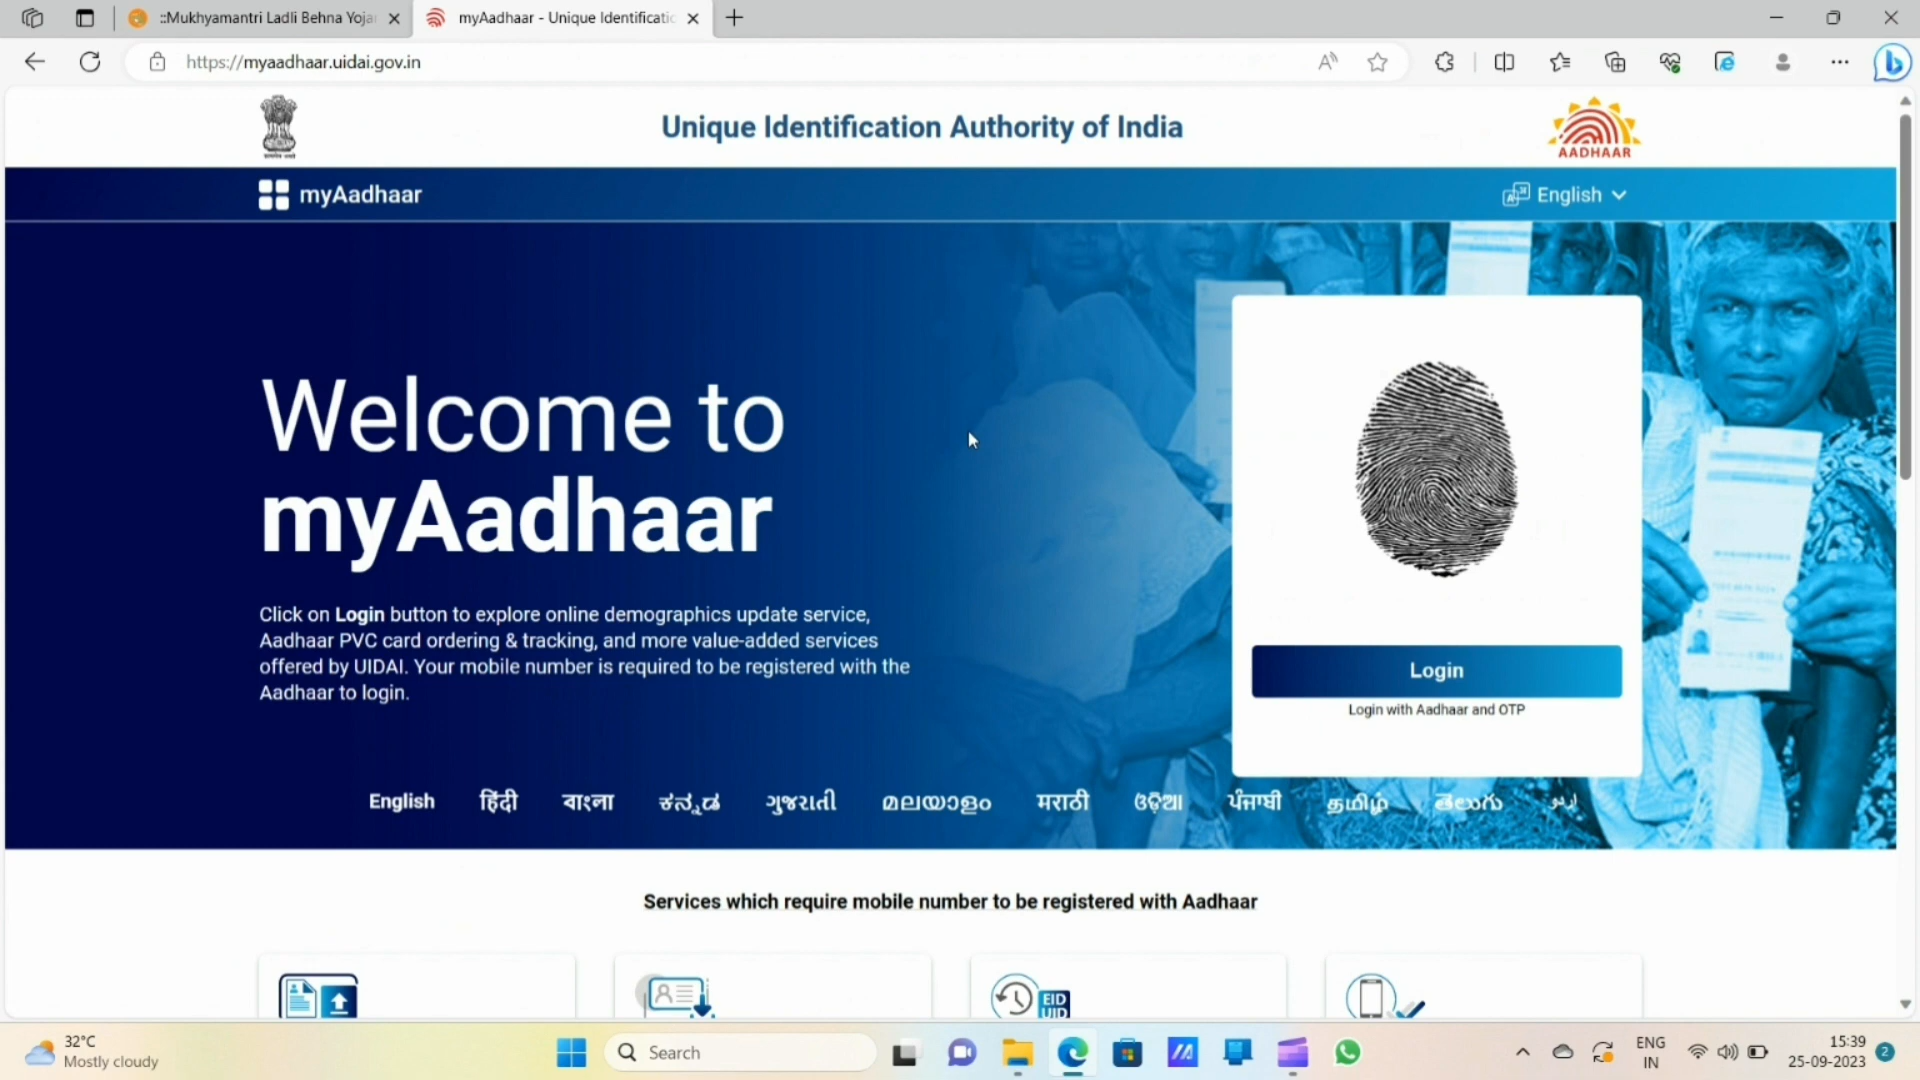 ::Mukhyamantri Ladli Behna Yoja
myAadhaar - Unique Identificatio
https://myaadhaar.uidai.gov.in
Unique Identification Authority of India
AADHAAR
myAadhaar
English
Welcome to
myAadhaar
Click on Login button to explore online demographics update service,
Aadhaar PVC card ordering & tracking, and more value-added services
offered by UIDAI. Your mobile number is required to be registered with the
Aadhaar to login.
Login
Login with Aadhaar and OTP
English हिंदी বাংলা ಕನ್ನಡ ગુજરાતી മലയാളം मराठी ଓଡ଼ିଆ ਪੰਜਾਬੀ தமிழ் తెలుగు اردو
Services which require mobile number to be registered with Aadhaar
EID
UID
32°C
Mostly cloudy
Search
ENG
IN
15:39
25-09-2023
2